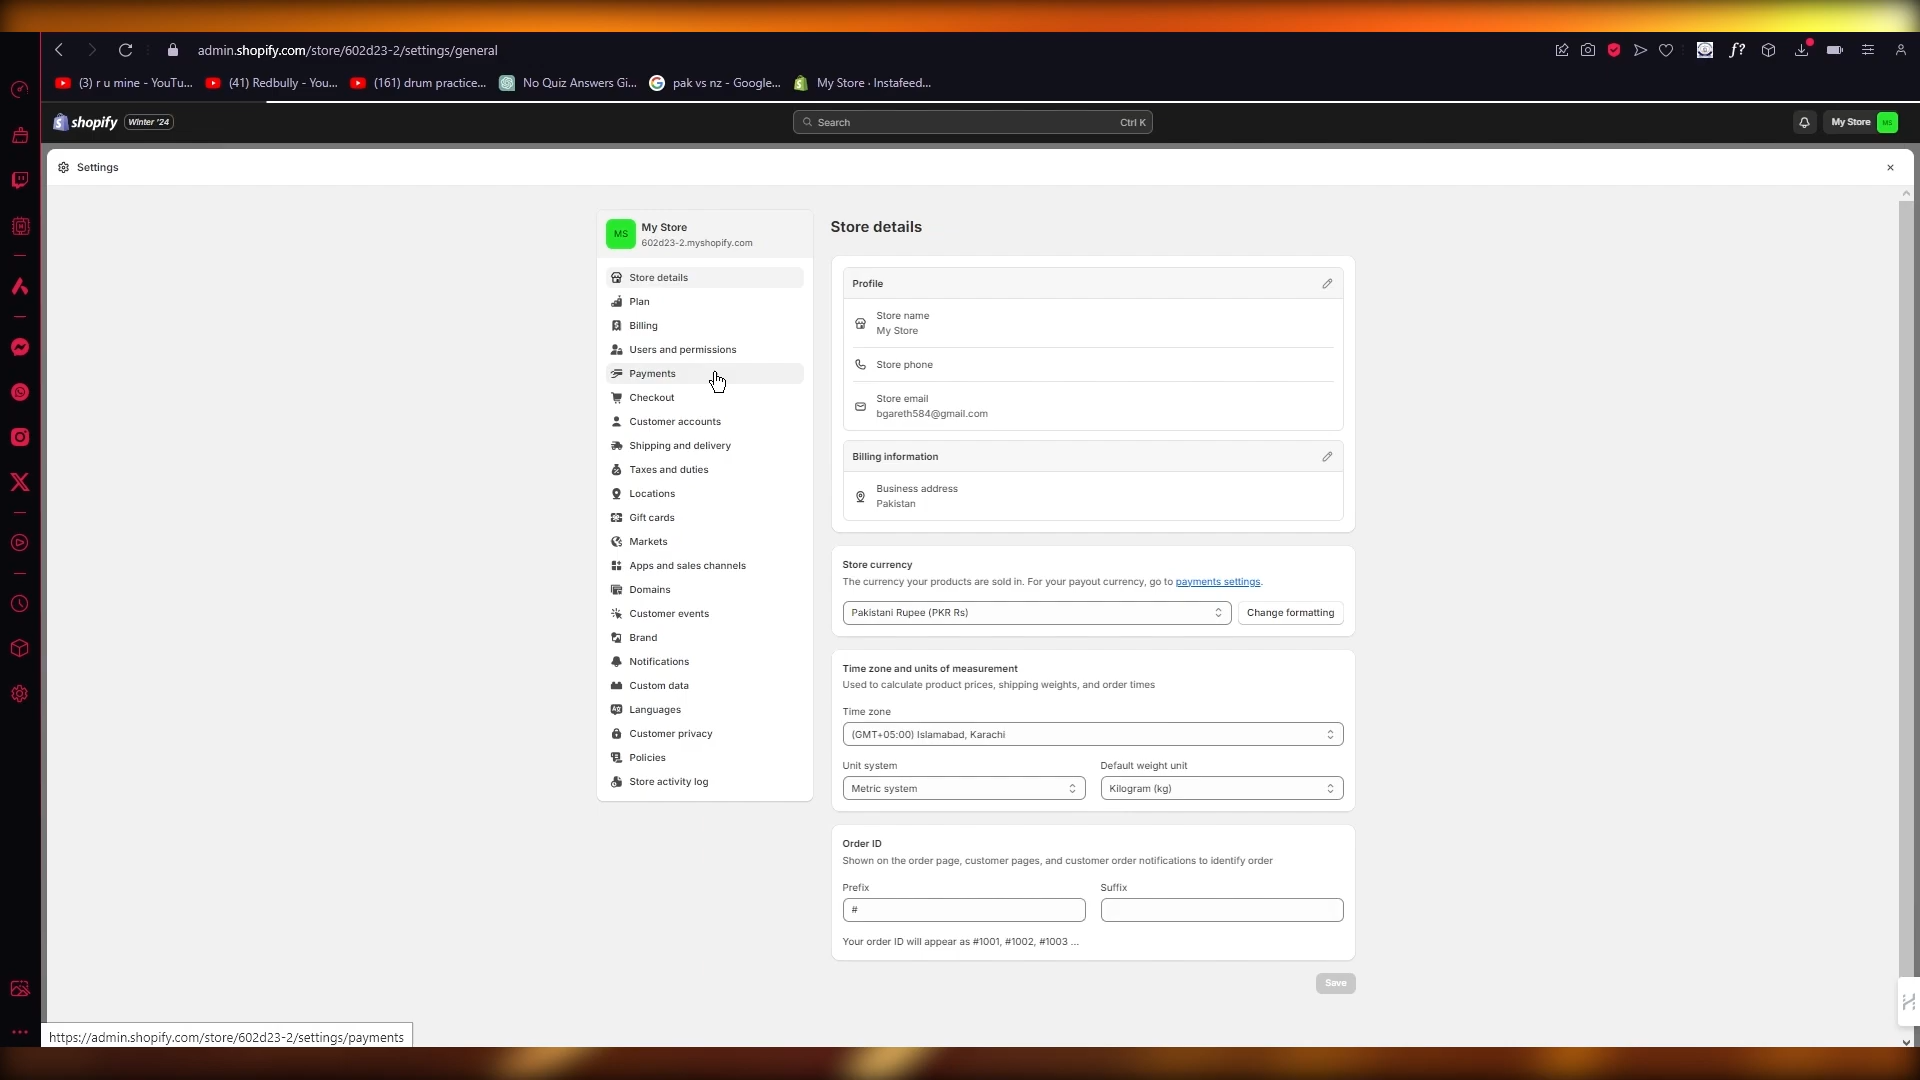 admin.shopify.com/store/602d23-2/settings/general
f?
(3) r u mine - YouTu...
(41) Redbully - You...
(161) drum practice...
No Quiz Answers Gi...
pak vs nz - Google...
My Store · Instafeed...
shopify
Winter '24
Search
Ctrl K
My Store
MS
Settings
MS
My Store
602d23-2.myshopify.com
Store details
Plan
Billing
Users and permissions
Payments
Checkout
Customer accounts
Shipping and delivery
Taxes and duties
Locations
Gift cards
Markets
Apps and sales channels
Domains
Customer events
Brand
Notifications
Custom data
Languages
Customer privacy
Policies
Store activity log
Store details
Profile
Store name
My Store
Store phone
Store email
bgareth584@gmail.com
Billing information
Business address
Pakistan
Store currency
The currency your products are sold in. For your payout currency, go to payments settings.
Pakistani Rupee (PKR Rs)
Change formatting
Time zone and units of measurement
Used to calculate product prices, shipping weights, and order times
Time zone
(GMT+05:00) Islamabad, Karachi
Unit system
Default weight unit
Metric system
Kilogram (kg)
Order ID
Shown on the order page, customer pages, and customer order notifications to identify order
Prefix
Suffix
#
Your order ID will appear as #1001, #1002, #1003 ...
Save
https://admin.shopify.com/store/602d23-2/settings/payments